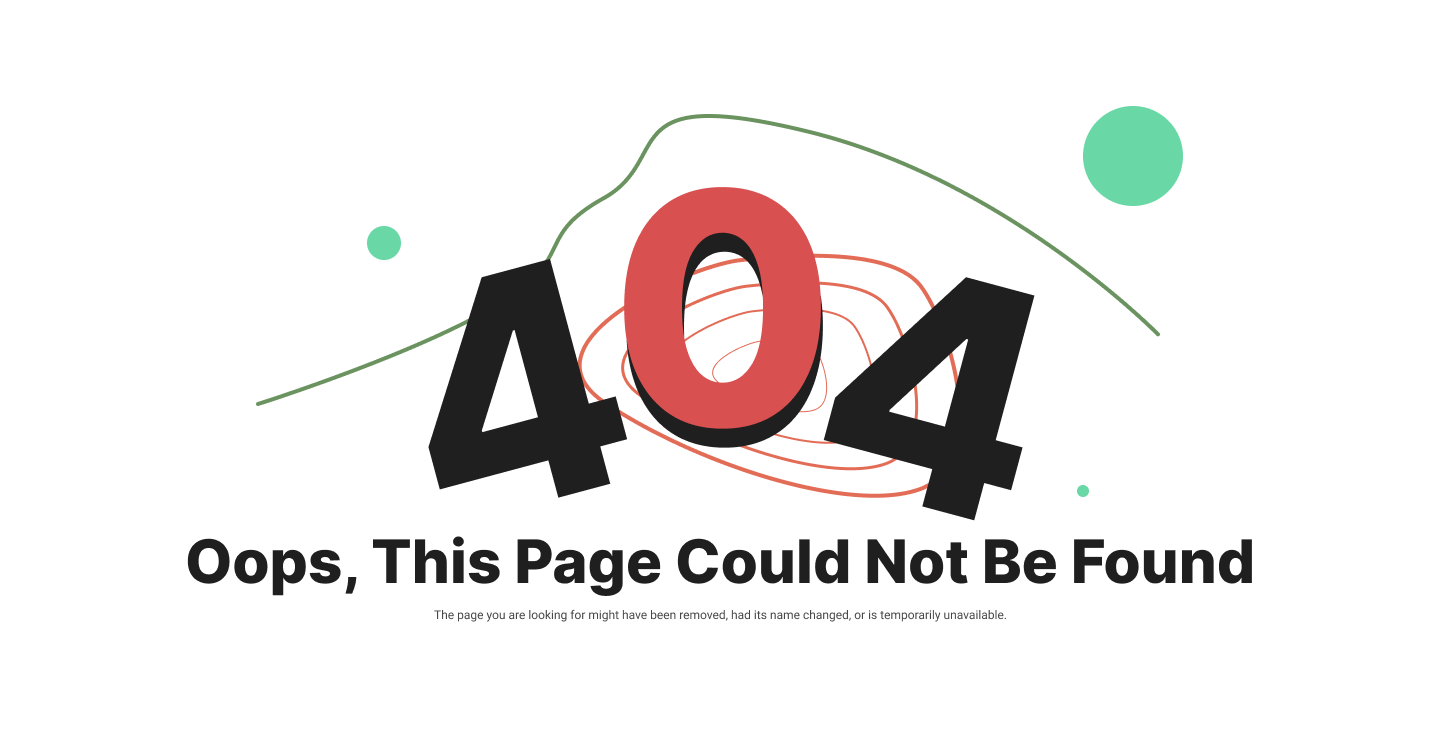 404
Oops, This Page Could Not Be Found
The page you are looking for might have been removed, had its name changed, or is temporarily unavailable.